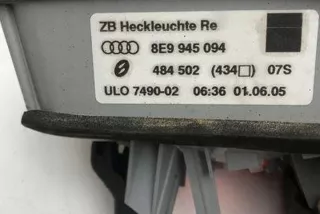 ZB Heckleuchte Re
8E9 945 094
484 502 (434□) 07S
ULO 7490-02 06:36 01.06.05